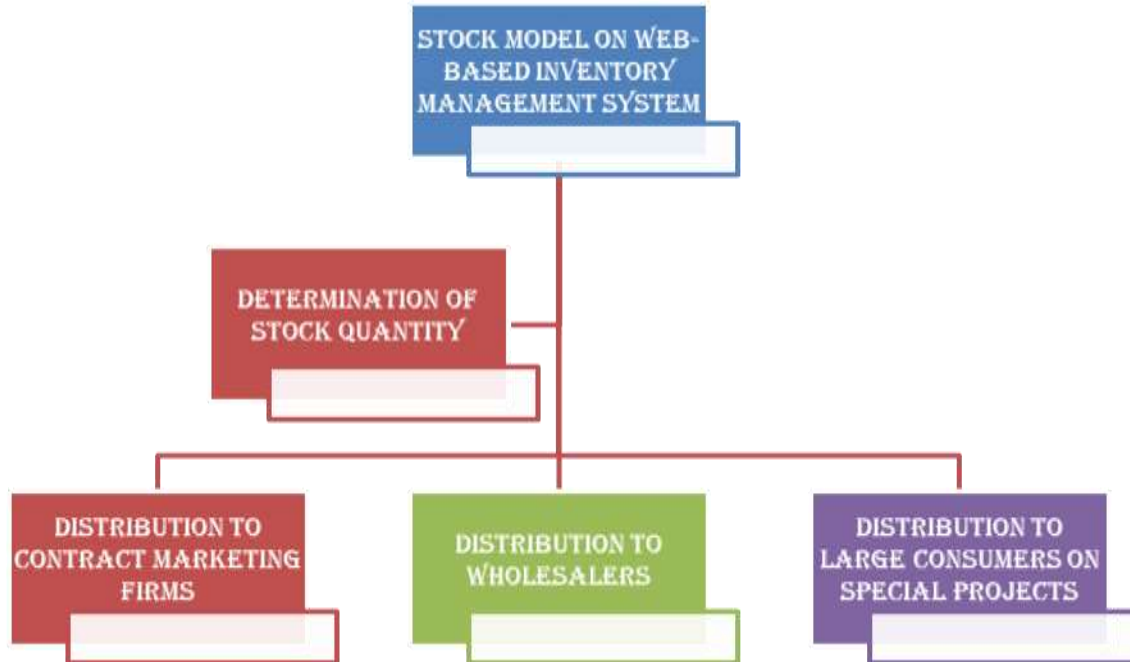 STOCK MODEL ON WEB-
BASED INVENTORY
MANAGEMENT SYSTEM
DETERMINATION OF
STOCK QUANTITY
DISTRIBUTION TO
CONTRACT MARKETING
FIRMS
DISTRIBUTION TO
WHOLESALERS
DISTRIBUTION TO
LARGE CONSUMERS ON
SPECIAL PROJECTS